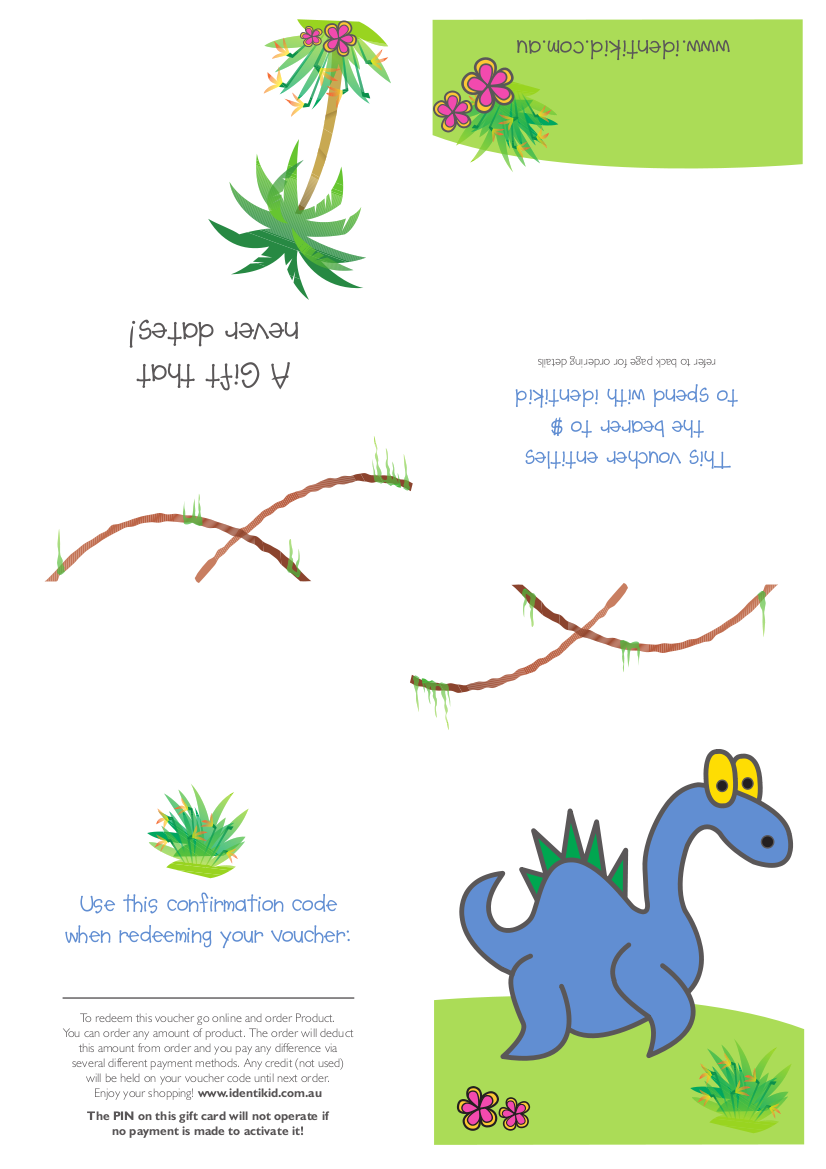 www.identikid.com.au
A Gift that
never dates!
This voucher entitles
the bearer to $
to spend with identikid
refer to back page for ordering details
Use this confirmation code
when redeeming your voucher:
To redeem this voucher go online and order Product.
You can order any amount of product. The order will deduct
this amount from order and you pay any difference via
several different payment methods. Any credit (not used)
will be held on your voucher code until next order.
Enjoy your shopping! www.identikid.com.au
The PIN on this gift card will not operate if
no payment is made to activate it!